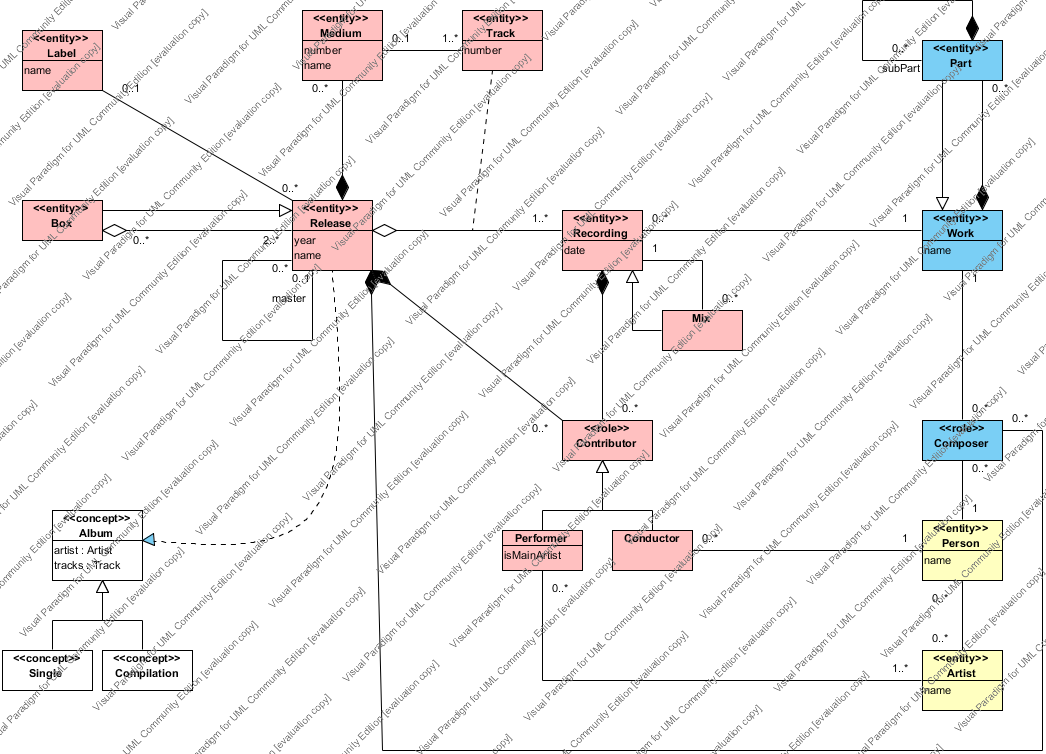 <<entity>>
Label
name
0..1
<<entity>>
Medium
number
name
0..1
1..*
<<entity>>
Track
number
0..*
0..*
subPart
<<entity>>
Part
0..*
0..*
<<entity>>
Box
0..*
2..*
<<entity>>
Release
year
name
0..*
0..1
master
1..*
<<entity>>
Recording
date
0..*
1
1
<<entity>>
Work
name
1
Mix
0..*
0..*
0..*
<<role>>
Contributor
0..*
<<role>>
Composer
0..*
0..*
1
<<concept>>
Album
artist : Artist
tracks : Track
Performer
isMainArtist
Conductor
0..*
1
<<entity>>
Person
name
0..*
0..*
0..*
1..*
<<entity>>
Artist
name
<<concept>>
Single
<<concept>>
Compilation
Visual Paradigm for UML Community Edition [evaluation copy]